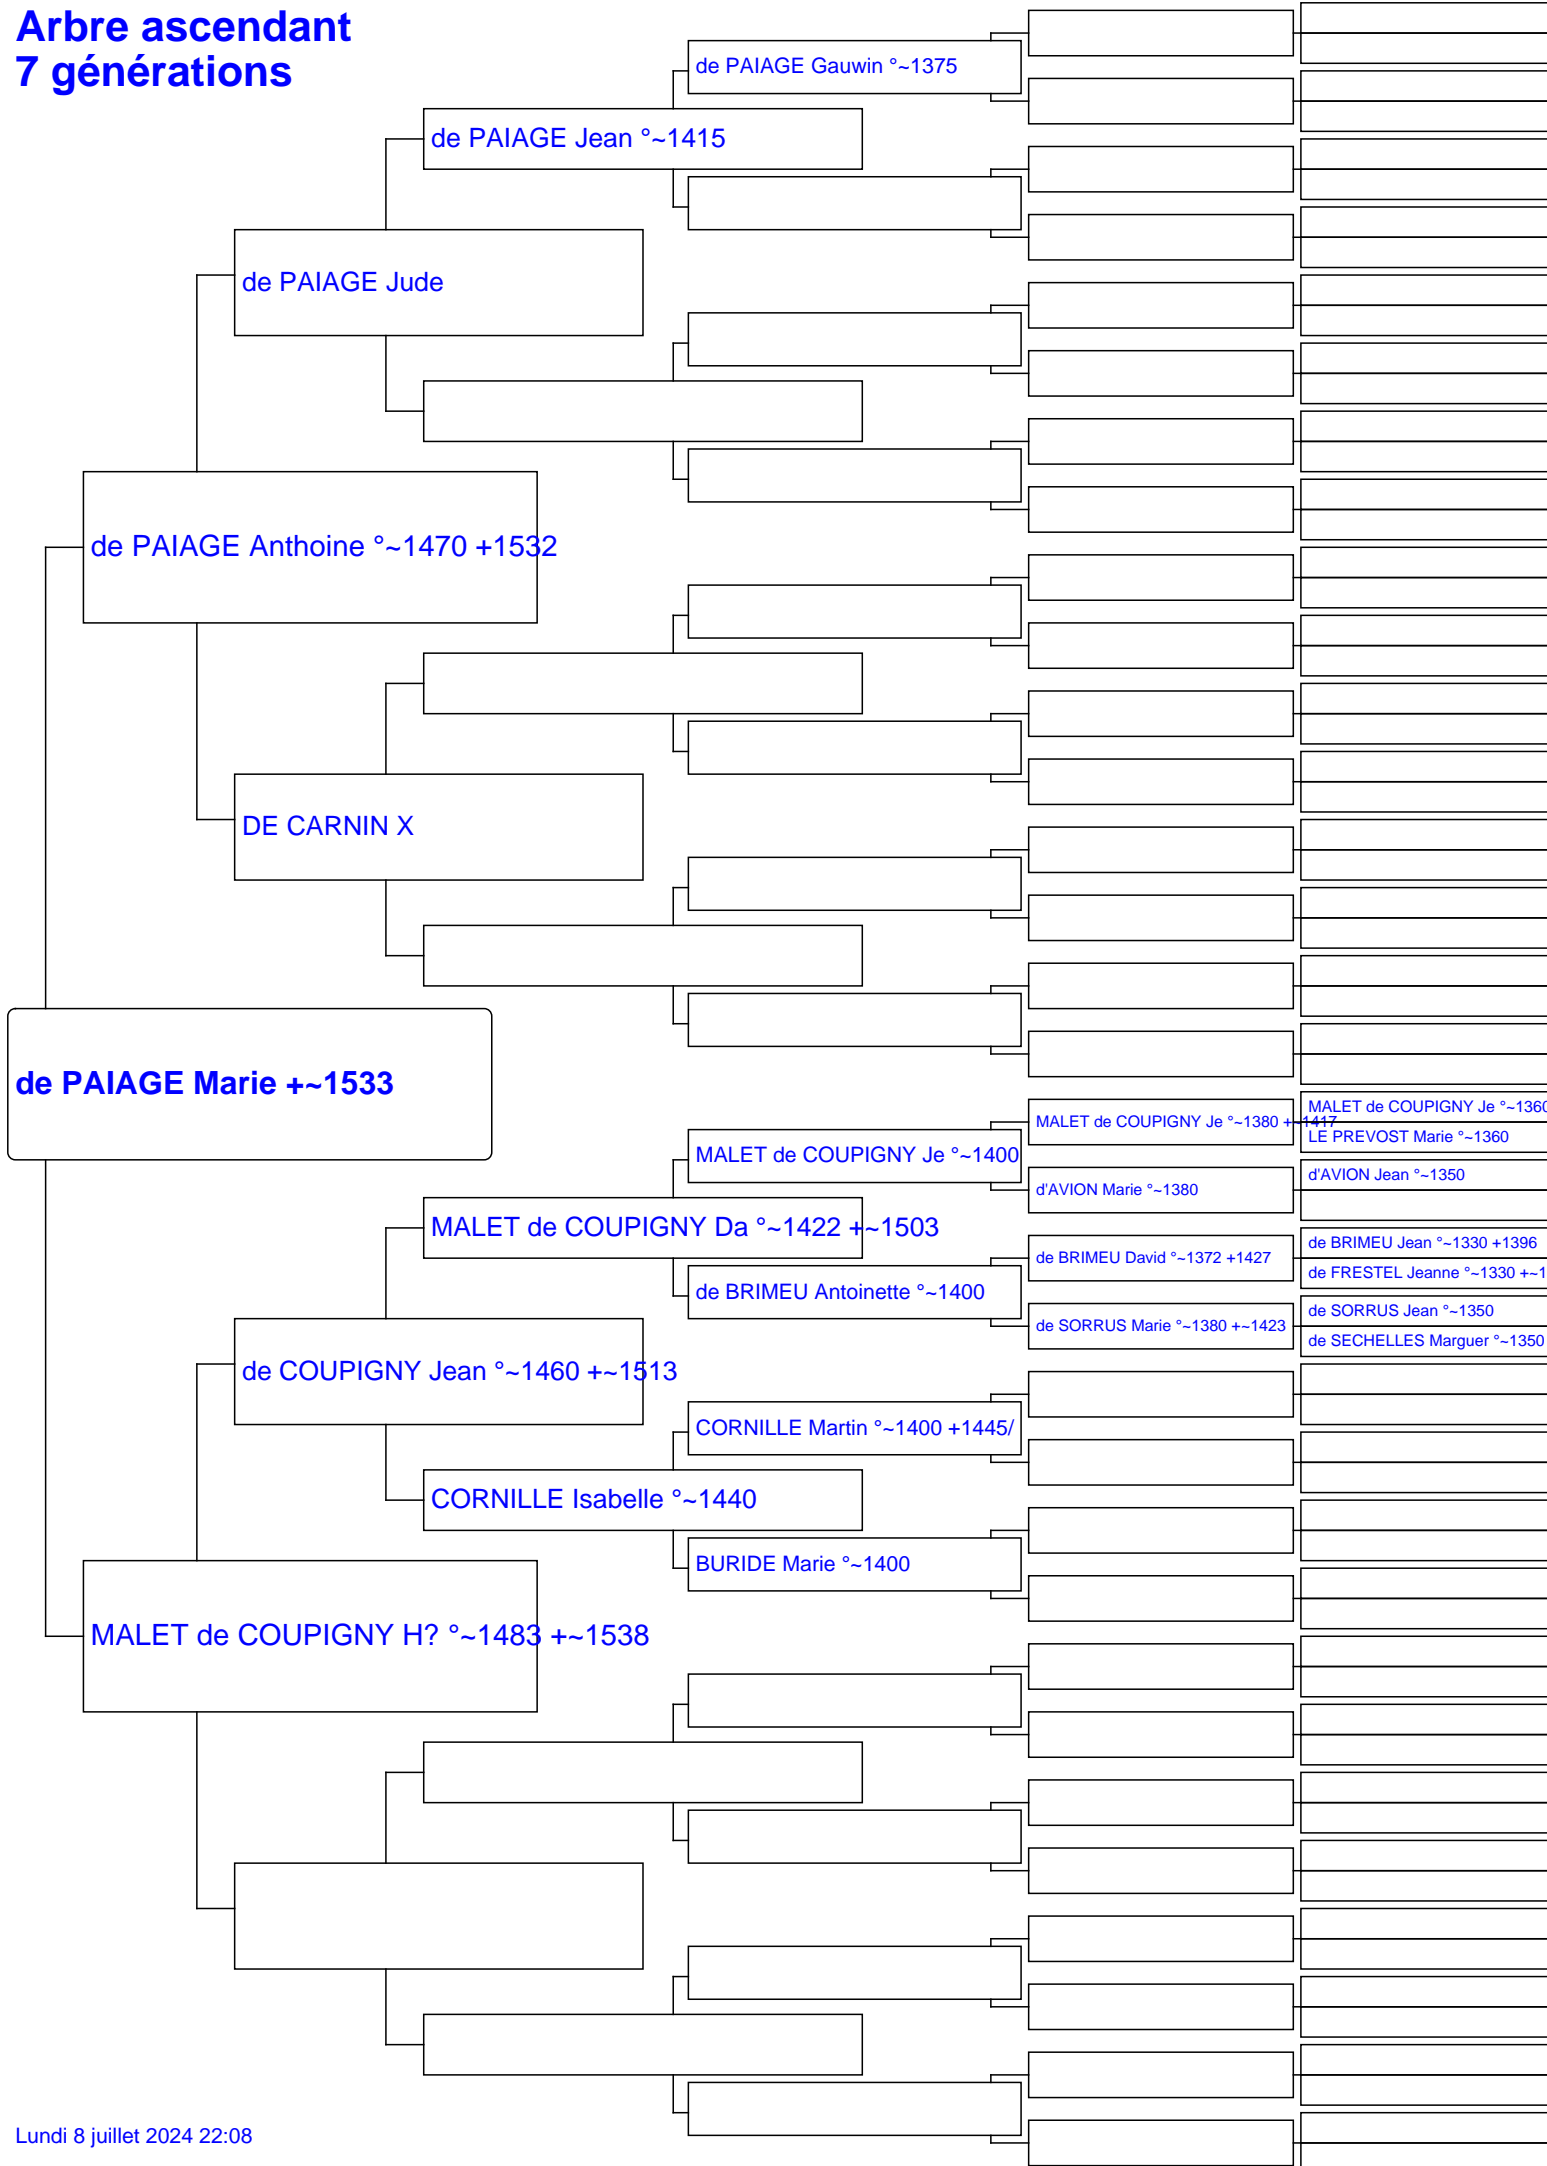 Arbre ascendant
7 générations
de PAIAGE Gauwin °~1375
de PAIAGE Jean °~1415
de PAIAGE Jude
de PAIAGE Anthoine °~1470 +1532
DE CARNIN X
de PAIAGE Marie +~1533
MALET de COUPIGNY Je °~1360
MALET de COUPIGNY Je °~1380 +~1417
LE PREVOST Marie °~1360
MALET de COUPIGNY Je °~1400
d'AVION Jean °~1350
d'AVION Marie °~1380
MALET de COUPIGNY Da °~1422 +~1503
de BRIMEU Jean °~1330 +1396
de BRIMEU David °~1372 +1427
de FRESTEL Jeanne °~1330 +~1
de BRIMEU Antoinette °~1400
de SORRUS Jean °~1350
de SORRUS Marie °~1380 +~1423
de SECHELLES Marguer °~1350
de COUPIGNY Jean °~1460 +~1513
CORNILLE Martin °~1400 +1445/
CORNILLE Isabelle °~1440
BURIDE Marie °~1400
MALET de COUPIGNY H? °~1483 +~1538
Lundi 8 juillet 2024 22:08